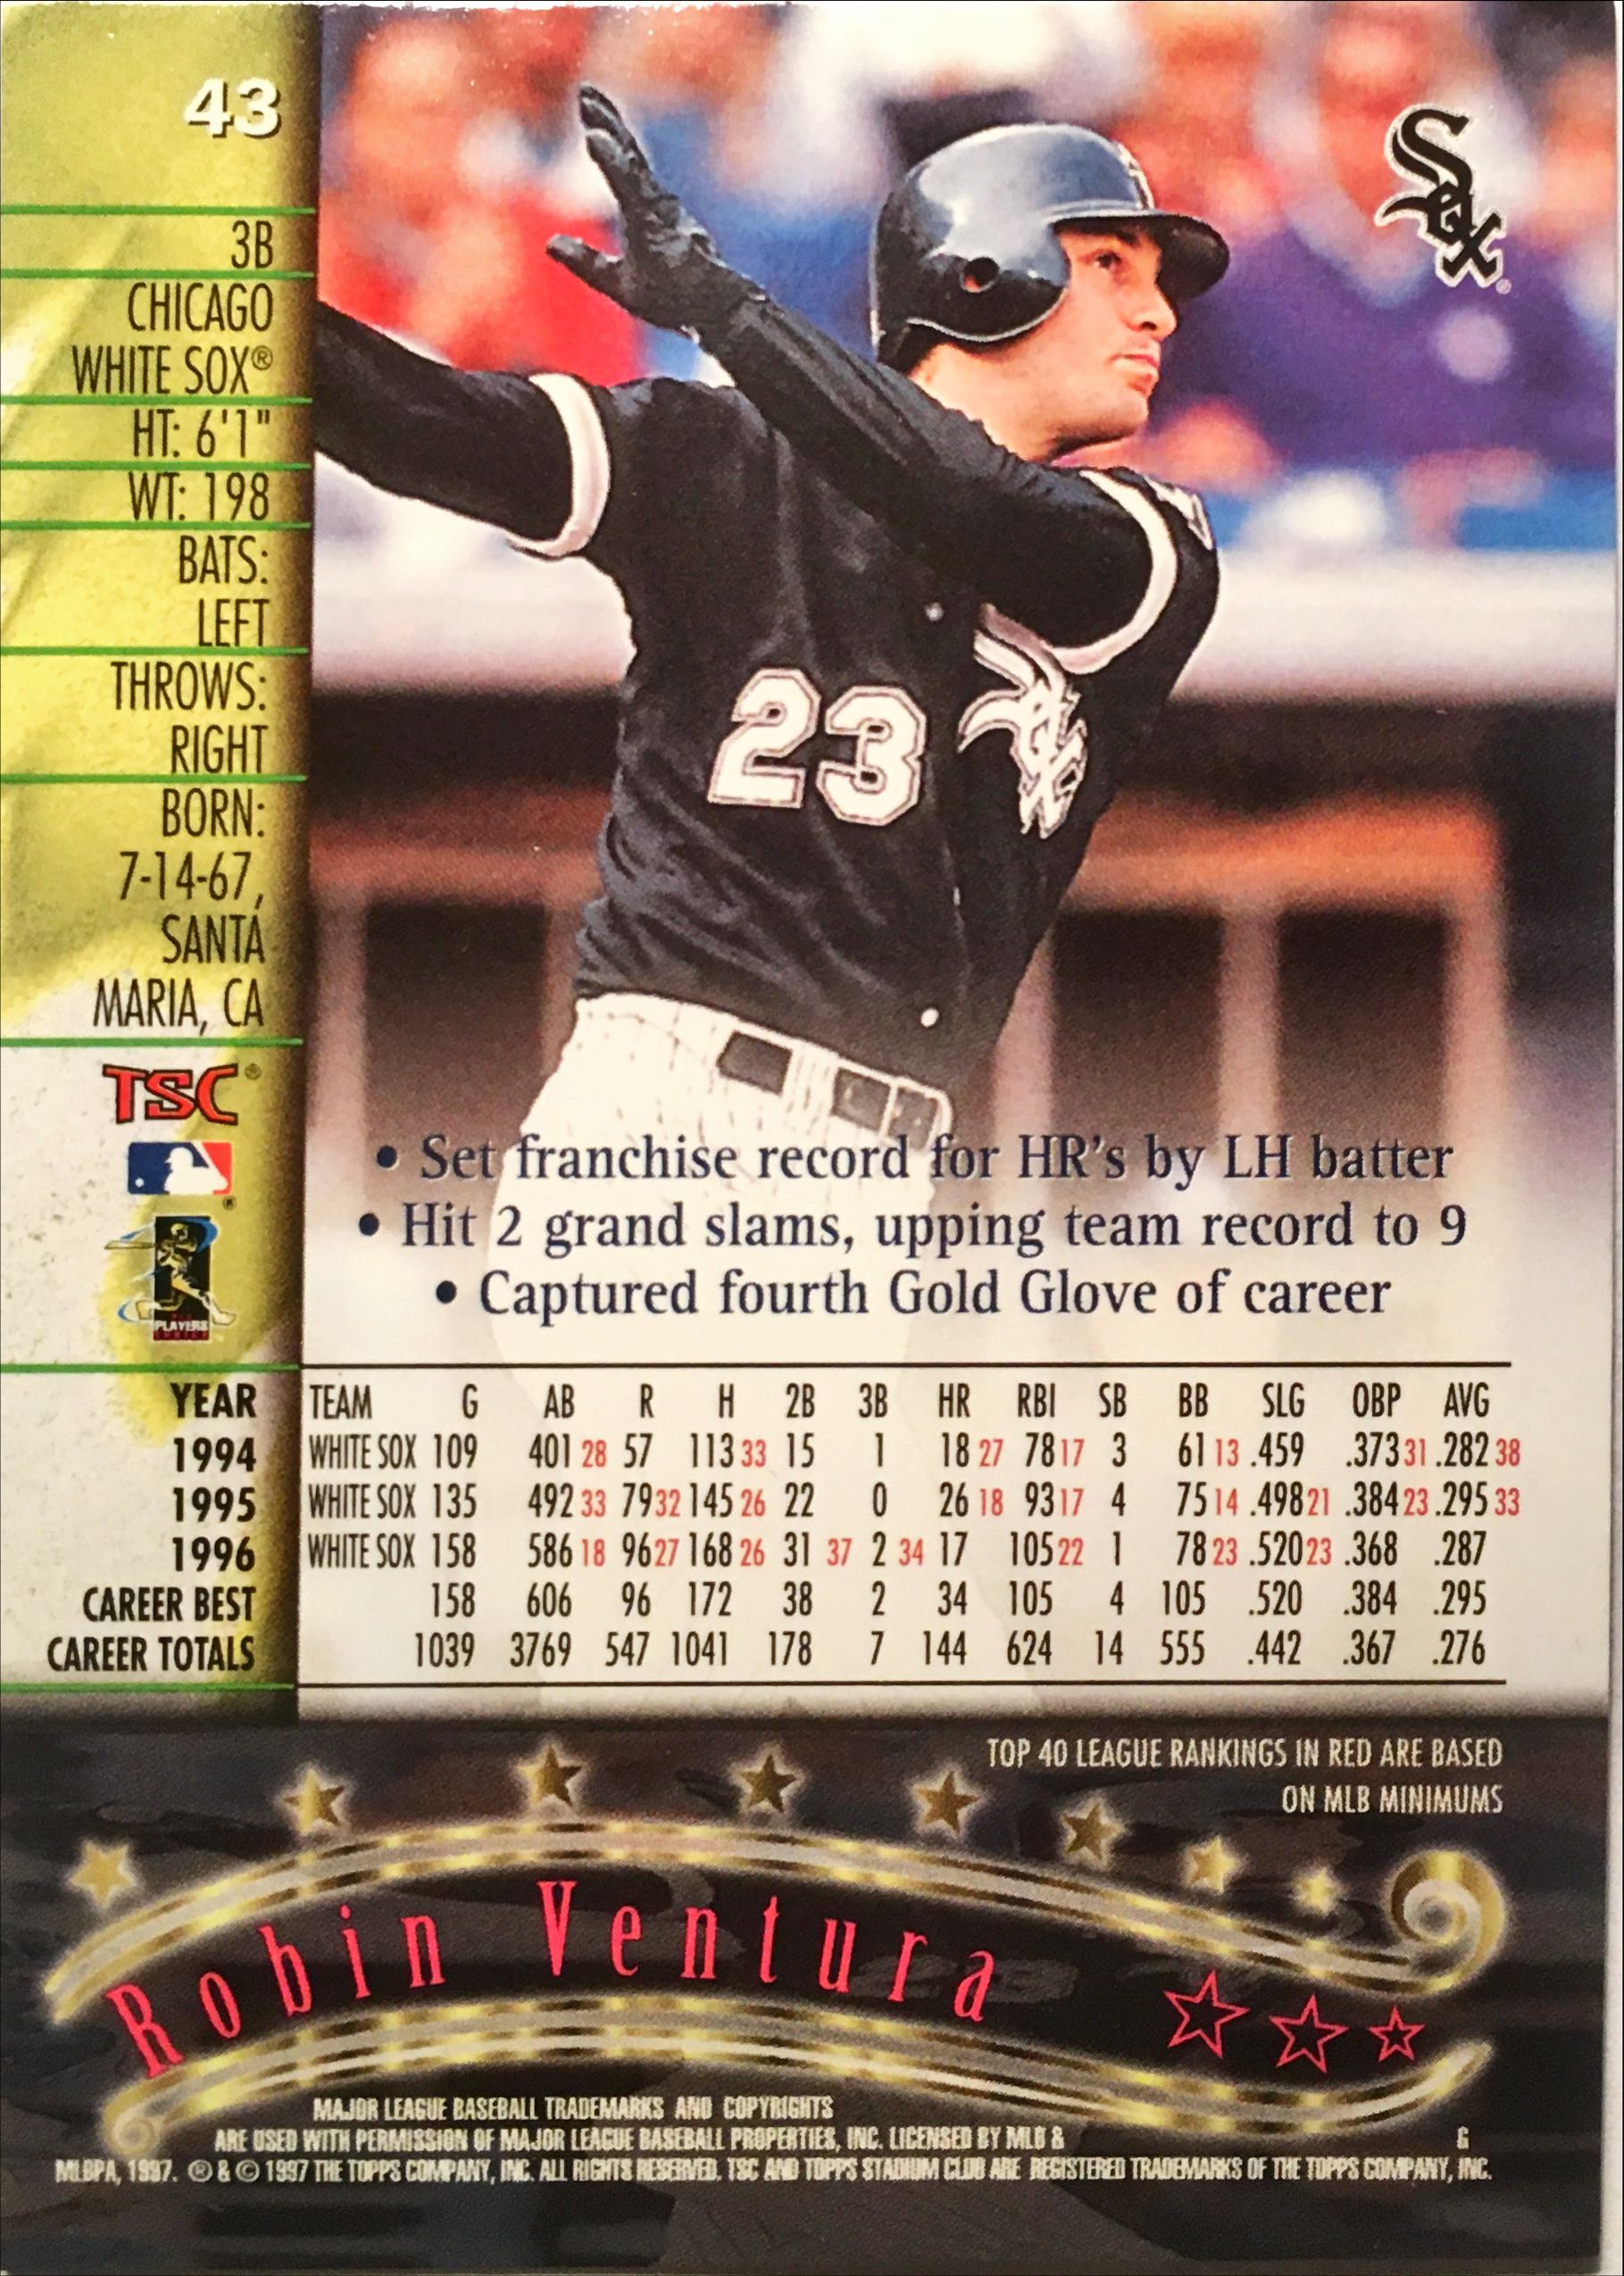 43
3B
CHICAGO
WHITE SOX®
HT: 6'1"
WT: 198
BATS:
LEFT
THROWS:
RIGHT
BORN:
7-14-67,
SANTA
MARIA, CA
TSC®
PLAYERS
CHOICE
Sox®
23
Sox
• Set franchise record for HR's by LH batter
• Hit 2 grand slams, upping team record to 9
• Captured fourth Gold Glove of career
YEAR TEAM G AB R H 2B 3B HR RBI SB BB SLG OBP AVG
1994 WHITE SOX 109 401 28 57 113 33 15 1 18 27 78 17 3 61 13 .459 .373 31 .282 38
1995 WHITE SOX 135 492 33 79 32 145 26 22 0 26 18 93 17 4 75 14 .498 21 .384 23 .295 33
1996 WHITE SOX 158 586 18 96 27 168 26 31 37 2 34 17 105 22 1 78 23 .520 23 .368 .287
CAREER BEST 158 606 96 172 38 2 34 105 4 105 .520 .384 .295
CAREER TOTALS 1039 3769 547 1041 178 7 144 624 14 555 .442 .367 .276
TOP 40 LEAGUE RANKINGS IN RED ARE BASED
ON MLB MINIMUMS
Robin Ventura
MAJOR LEAGUE BASEBALL TRADEMARKS AND COPYRIGHTS
ARE USED WITH PERMISSION OF MAJOR LEAGUE BASEBALL PROPERTIES, INC. LICENSED BY MLB &
G
MLBPA, 1997. ® & © 1997 THE TOPPS COMPANY, INC. ALL RIGHTS RESERVED. TSC AND TOPPS STADIUM CLUB ARE REGISTERED TRADEMARKS OF THE TOPPS COMPANY, INC.